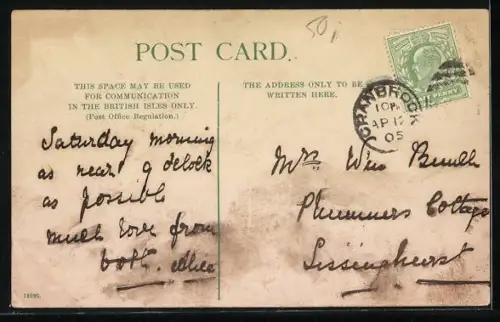 50
POST CARD.
THIS SPACE MAY BE USED
FOR COMMUNICATION
IN THE BRITISH ISLES ONLY.
(Post Office Regulation.)
THE ADDRESS ONLY TO BE
WRITTEN HERE.
CRANBROOK
AP 12
05
Saturday morning
as near 9 o'clock
as possible
much love from
both. Alice
Mrs Wm
Plummers Cottage
Sissinghurst